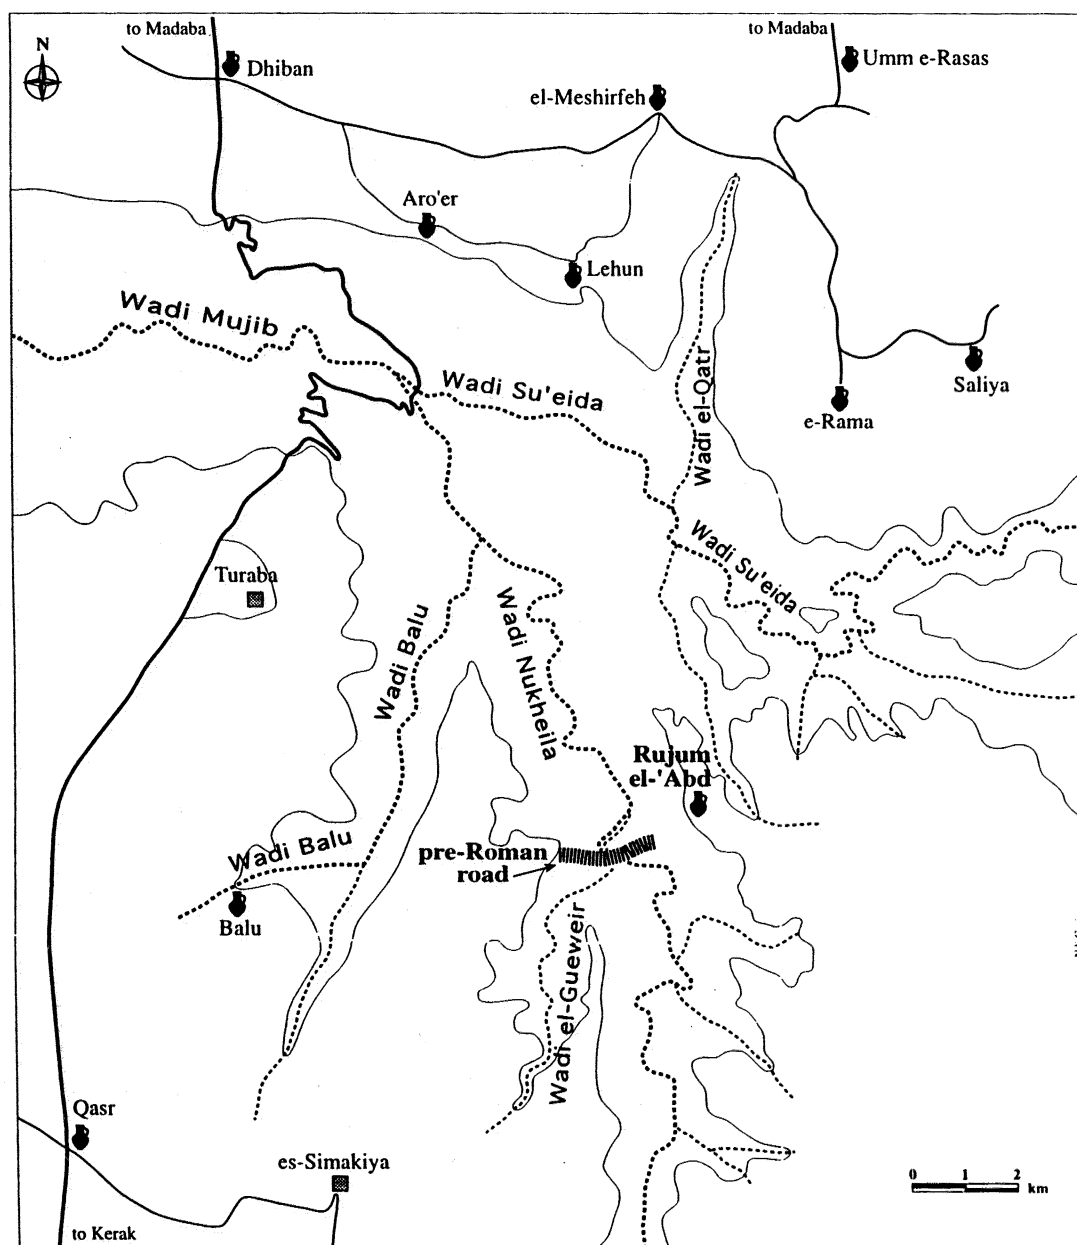 to Madaba
to Madaba
N
Dhiban
Umm e-Rasas
el-Meshirfeh
Aro'er
Lehun
Wadi Mujib
Wadi Su'eida
Wadi el-Qatr
Saliya
e-Rama
Wadi Su'eida
Turaba
Wadi Balu
Wadi Nukheila
Rujum
el-'Abd
Wadi Balu
pre-Roman
road
Balu
Wadi el-Gueweir
Qasr
es-Simakiya
0 1 2
km
to Kerak